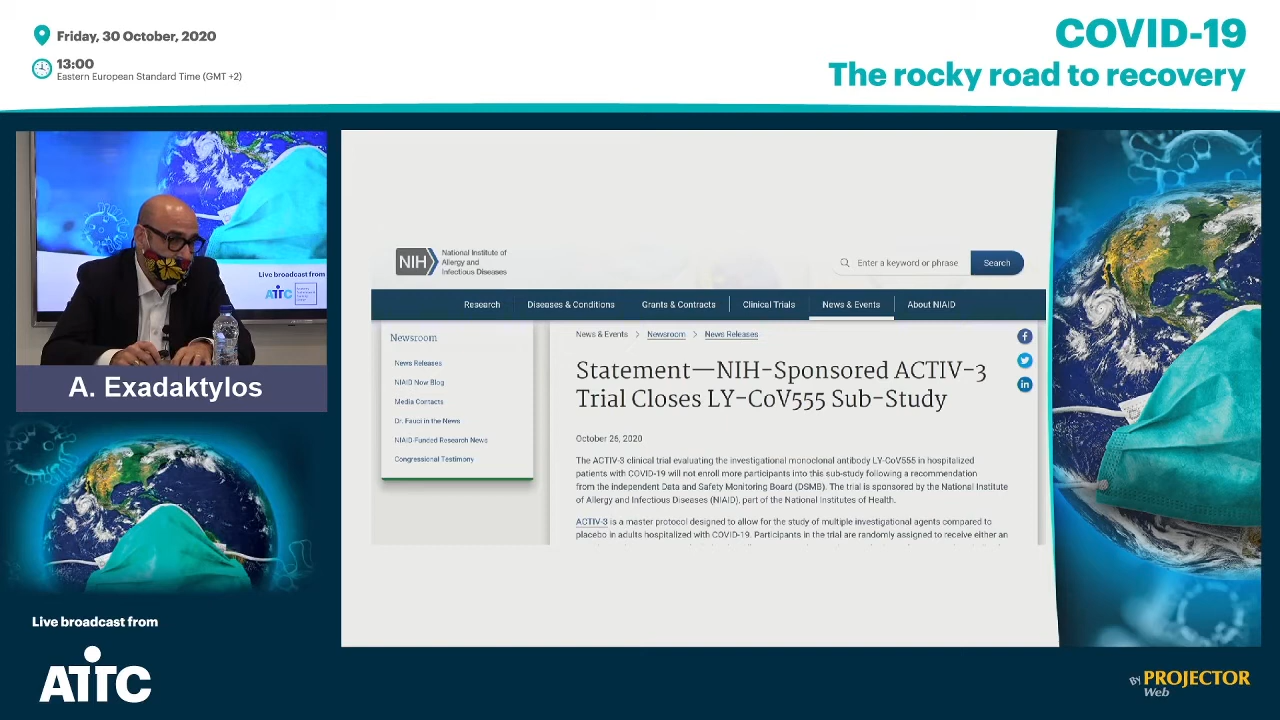 Friday, 30 October, 2020
13:00
Eastern European Standard Time (GMT +2)
COVID-19
The rocky road to recovery
Live broadcast from
ATTC
A. Exadaktylos
NIH
National Institute of
Allergy and
Infectious Diseases
Enter a keyword or phrase
Search
Research
Diseases & Conditions
Grants & Contracts
Clinical Trials
News & Events
About NIAID
Newsroom
News Releases
NIAID Now Blog
Media Contacts
Dr. Fauci in the News
NIAID-Funded Research News
Congressional Testimony
News & Events > Newsroom > News Releases
Statement—NIH-Sponsored ACTIV-3
Trial Closes LY-CoV555 Sub-Study
October 26, 2020
The ACTIV-3 clinical trial evaluating the investigational monoclonal antibody LY-CoV555 in hospitalized
patients with COVID-19 will not enroll more participants into this sub-study following a recommendation
from the independent Data and Safety Monitoring Board (DSMB). The trial is sponsored by the National Institute
of Allergy and Infectious Diseases (NIAID), part of the National Institutes of Health.
ACTIV-3 is a master protocol designed to allow for the study of multiple investigational agents compared to
placebo in adults hospitalized with COVID-19. Participants in the trial are randomly assigned to receive either an
Live broadcast from
ATTC
By PROJECTOR
Web